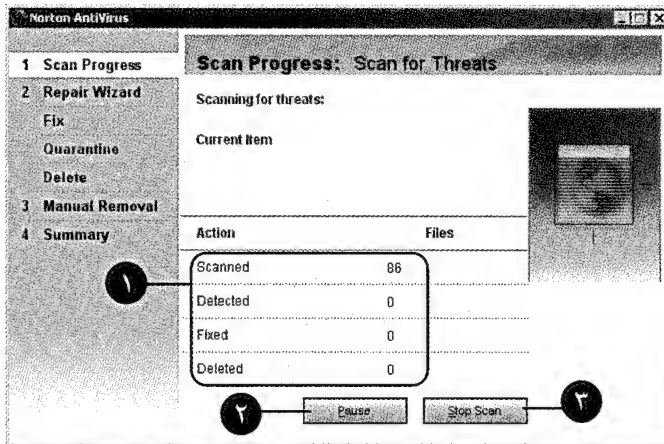 Norton AntiVirus
1 Scan Progress
2 Repair Wizard
Fix
Quarantine
Delete
3 Manual Removal
4 Summary
Scan Progress: Scan for Threats
Scanning for threats:
Current Item
Action Files
Scanned 86
Detected 0
Fixed 0
Deleted 0
Pause
Stop Scan
١
٢
٣